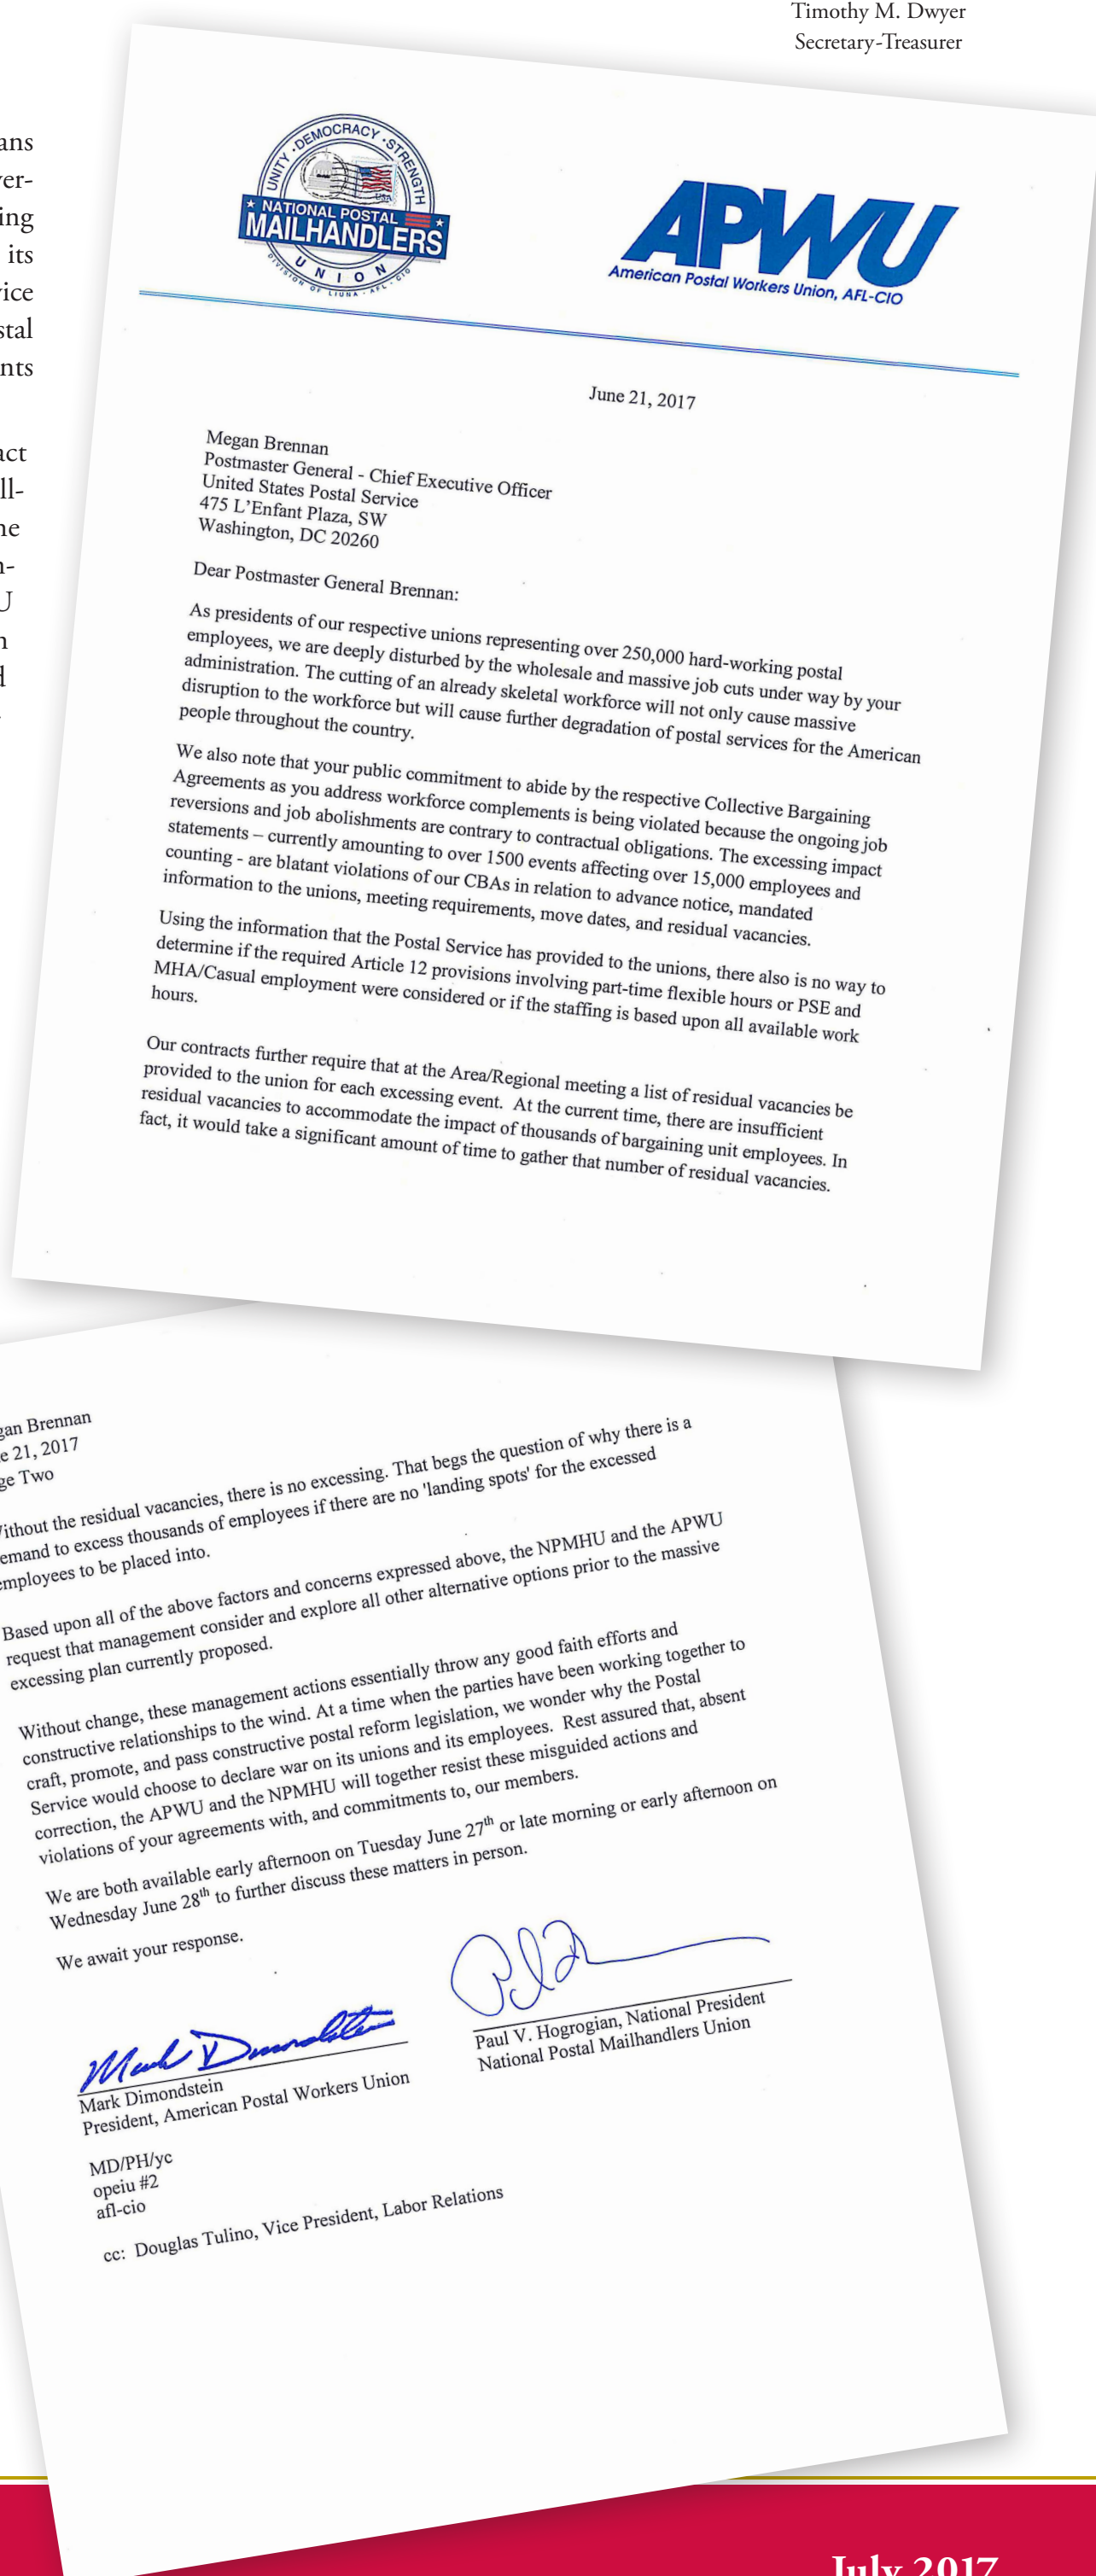 Timothy M. Dwyer
Secretary-Treasurer
ans
ver-
ing
its
vice
stal
nts
act
ll-
he
n-
U
n
d
UNITY · DEMOCRACY · STRENGTH
USA
NATIONAL POSTAL
MAILHANDLERS
UNION
DIVISION OF LIUNA · AFL-CIO
APWU
American Postal Workers Union, AFL-CIO
June 21, 2017
Megan Brennan
Postmaster General - Chief Executive Officer
United States Postal Service
475 L’Enfant Plaza, SW
Washington, DC 20260
Dear Postmaster General Brennan:
As presidents of our respective unions representing over 250,000 hard-working postal
employees, we are deeply disturbed by the wholesale and massive job cuts under way by your
administration. The cutting of an already skeletal workforce will not only cause massive
disruption to the workforce but will cause further degradation of postal services for the American
people throughout the country.
We also note that your public commitment to abide by the respective Collective Bargaining
Agreements as you address workforce complements is being violated because the ongoing job
reversions and job abolishments are contrary to contractual obligations. The excessing impact
statements – currently amounting to over 1500 events affecting over 15,000 employees and
counting - are blatant violations of our CBAs in relation to advance notice, mandated
information to the unions, meeting requirements, move dates, and residual vacancies.
Using the information that the Postal Service has provided to the unions, there also is no way to
determine if the required Article 12 provisions involving part-time flexible hours or PSE and
MHA/Casual employment were considered or if the staffing is based upon all available work
hours.
Our contracts further require that at the Area/Regional meeting a list of residual vacancies be
provided to the union for each excessing event. At the current time, there are insufficient
residual vacancies to accommodate the impact of thousands of bargaining unit employees. In
fact, it would take a significant amount of time to gather that number of residual vacancies.
gan Brennan
e 21, 2017
ge Two
ithout the residual vacancies, there is no excessing. That begs the question of why there is a
emand to excess thousands of employees if there are no 'landing spots' for the excessed
employees to be placed into.
Based upon all of the above factors and concerns expressed above, the NPMHU and the APWU
request that management consider and explore all other alternative options prior to the massive
excessing plan currently proposed.
Without change, these management actions essentially throw any good faith efforts and
constructive relationships to the wind. At a time when the parties have been working together to
craft, promote, and pass constructive postal reform legislation, we wonder why the Postal
Service would choose to declare war on its unions and its employees. Rest assured that, absent
correction, the APWU and the NPMHU will together resist these misguided actions and
violations of your agreements with, and commitments to, our members.
We are both available early afternoon on Tuesday June 27th or late morning or early afternoon on
Wednesday June 28th to further discuss these matters in person.
We await your response.
Mark Dimondstein
Mark Dimondstein
President, American Postal Workers Union
Paul V. Hogrogian, National President
National Postal Mailhandlers Union
MD/PH/yc
opeiu #2
afl-cio
cc: Douglas Tulino, Vice President, Labor Relations
July 2017